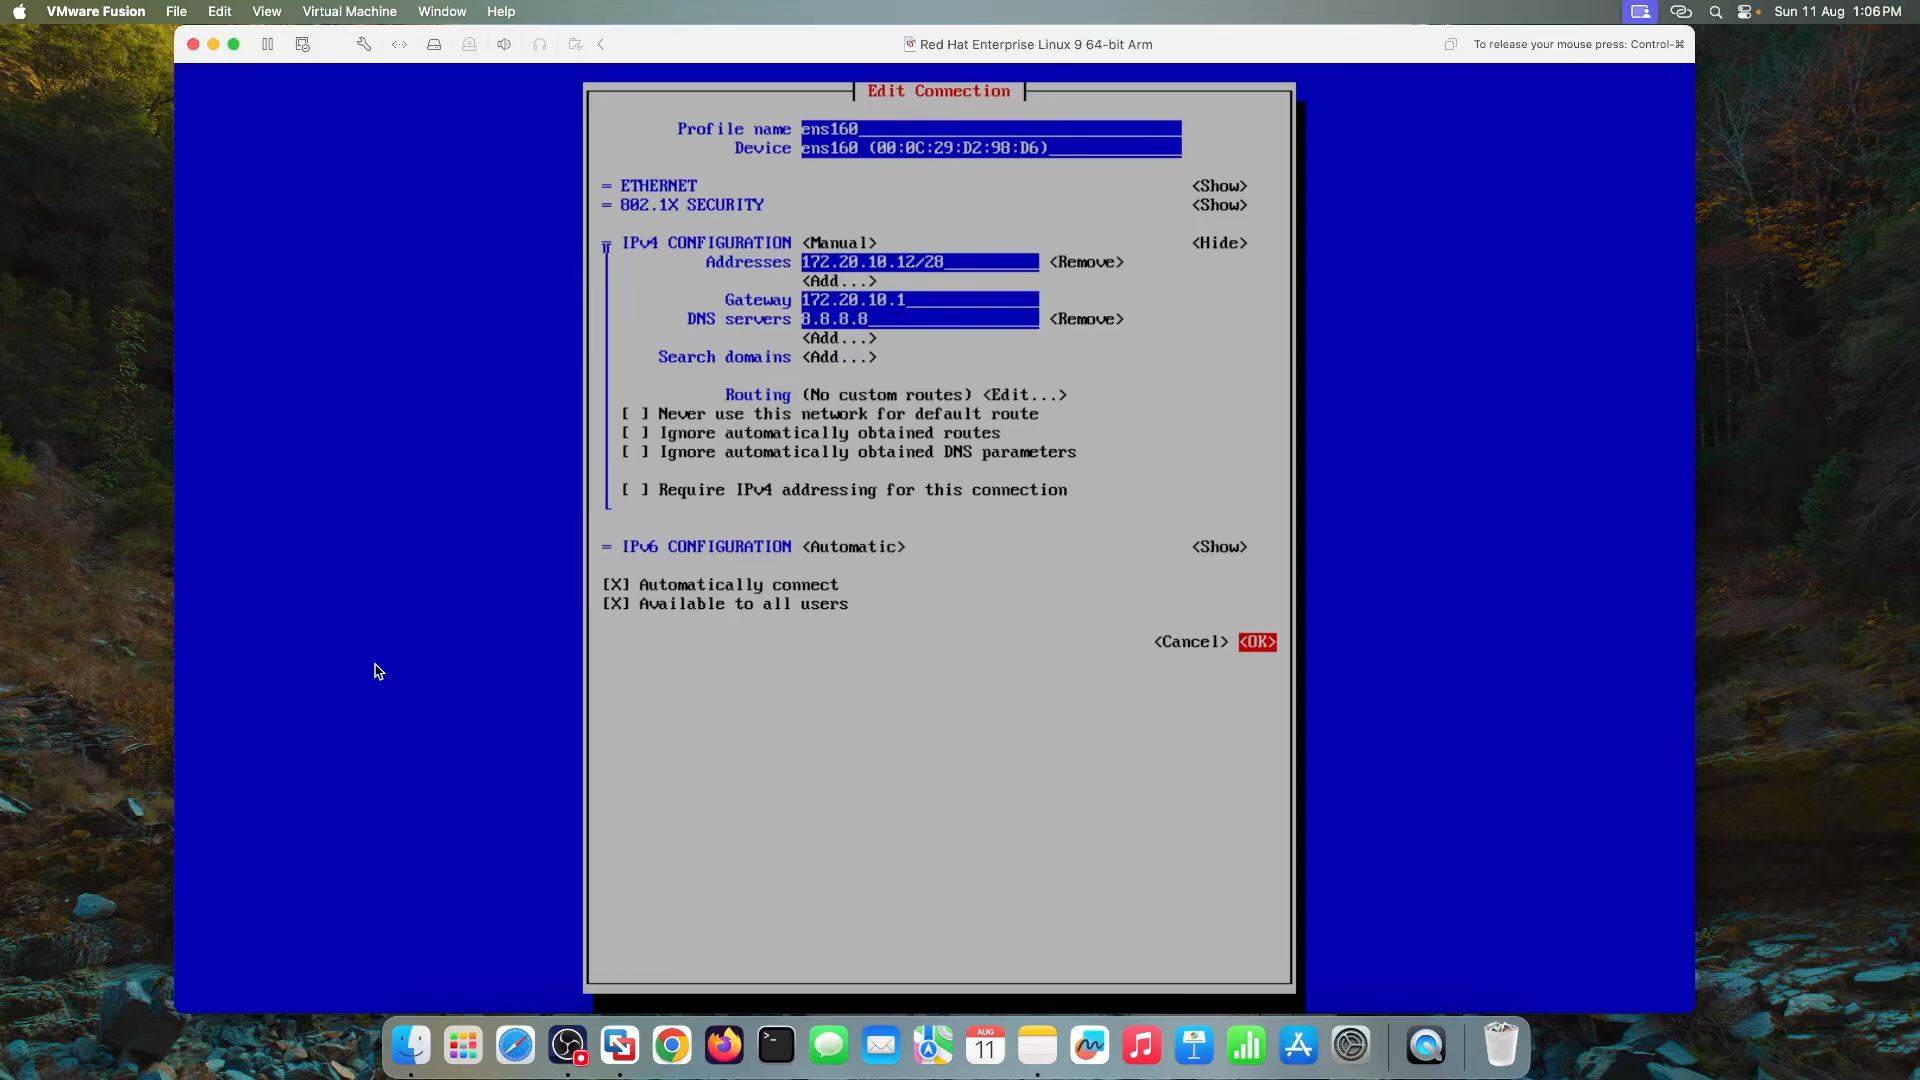 VMware Fusion File Edit View Virtual Machine Window Help Sun 11 Aug 1:06 PM
Red Hat Enterprise Linux 9 64-bit Arm To release your mouse press: Control-⌘
Edit Connection
Profile name ens160
Device ens160 (00:0C:29:D2:98:D6)
= ETHERNET <Show>
= 802.1X SECURITY <Show>
IPv4 CONFIGURATION <Manual> <Hide>
Addresses 172.20.10.12/28 <Remove>
<Add...>
Gateway 172.20.10.1
DNS servers 8.8.8.8 <Remove>
<Add...>
Search domains <Add...>
Routing (No custom routes) <Edit...>
[ ] Never use this network for default route
[ ] Ignore automatically obtained routes
[ ] Ignore automatically obtained DNS parameters
[ ] Require IPv4 addressing for this connection
= IPv6 CONFIGURATION <Automatic> <Show>
[X] Automatically connect
[X] Available to all users
<Cancel> <OK>
AUG
11